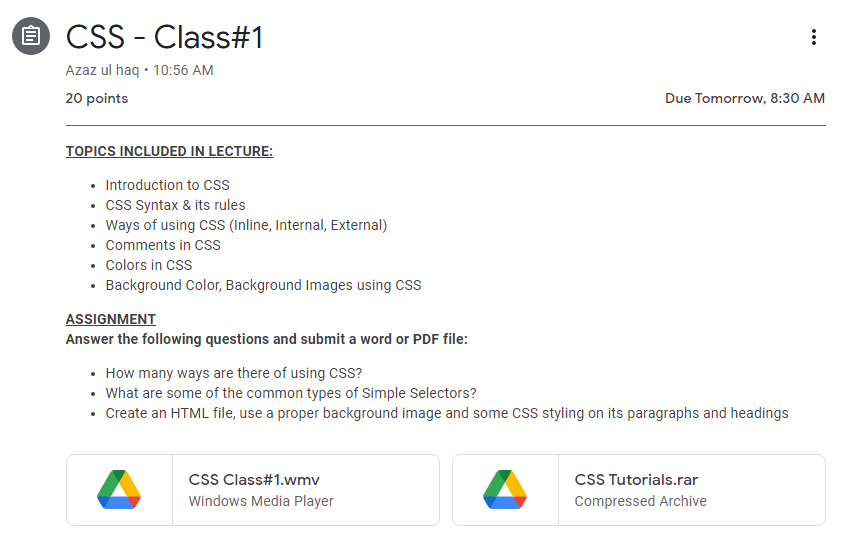 CSS - Class#1
Azaz ul haq • 10:56 AM
20 points
Due Tomorrow, 8:30 AM
TOPICS INCLUDED IN LECTURE:
• Introduction to CSS
• CSS Syntax & its rules
• Ways of using CSS (Inline, Internal, External)
• Comments in CSS
• Colors in CSS
• Background Color, Background Images using CSS
ASSIGNMENT
Answer the following questions and submit a word or PDF file:
• How many ways are there of using CSS?
• What are some of the common types of Simple Selectors?
• Create an HTML file, use a proper background image and some CSS styling on its paragraphs and headings
CSS Class#1.wmv
Windows Media Player
CSS Tutorials.rar
Compressed Archive